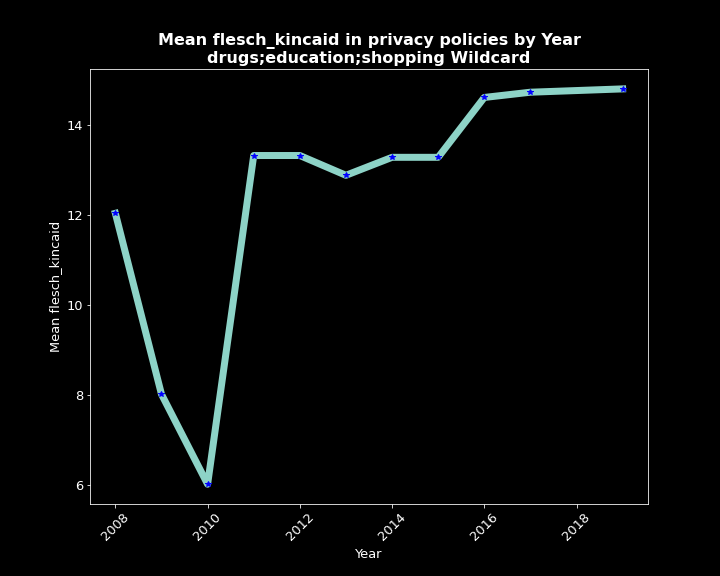 Mean flesch_kincaid in privacy policies by Year
drugs;education;shopping Wildcard
14
12
10
8
6
Mean flesch_kincaid
2008
2010
2012
2014
2016
2018
Year